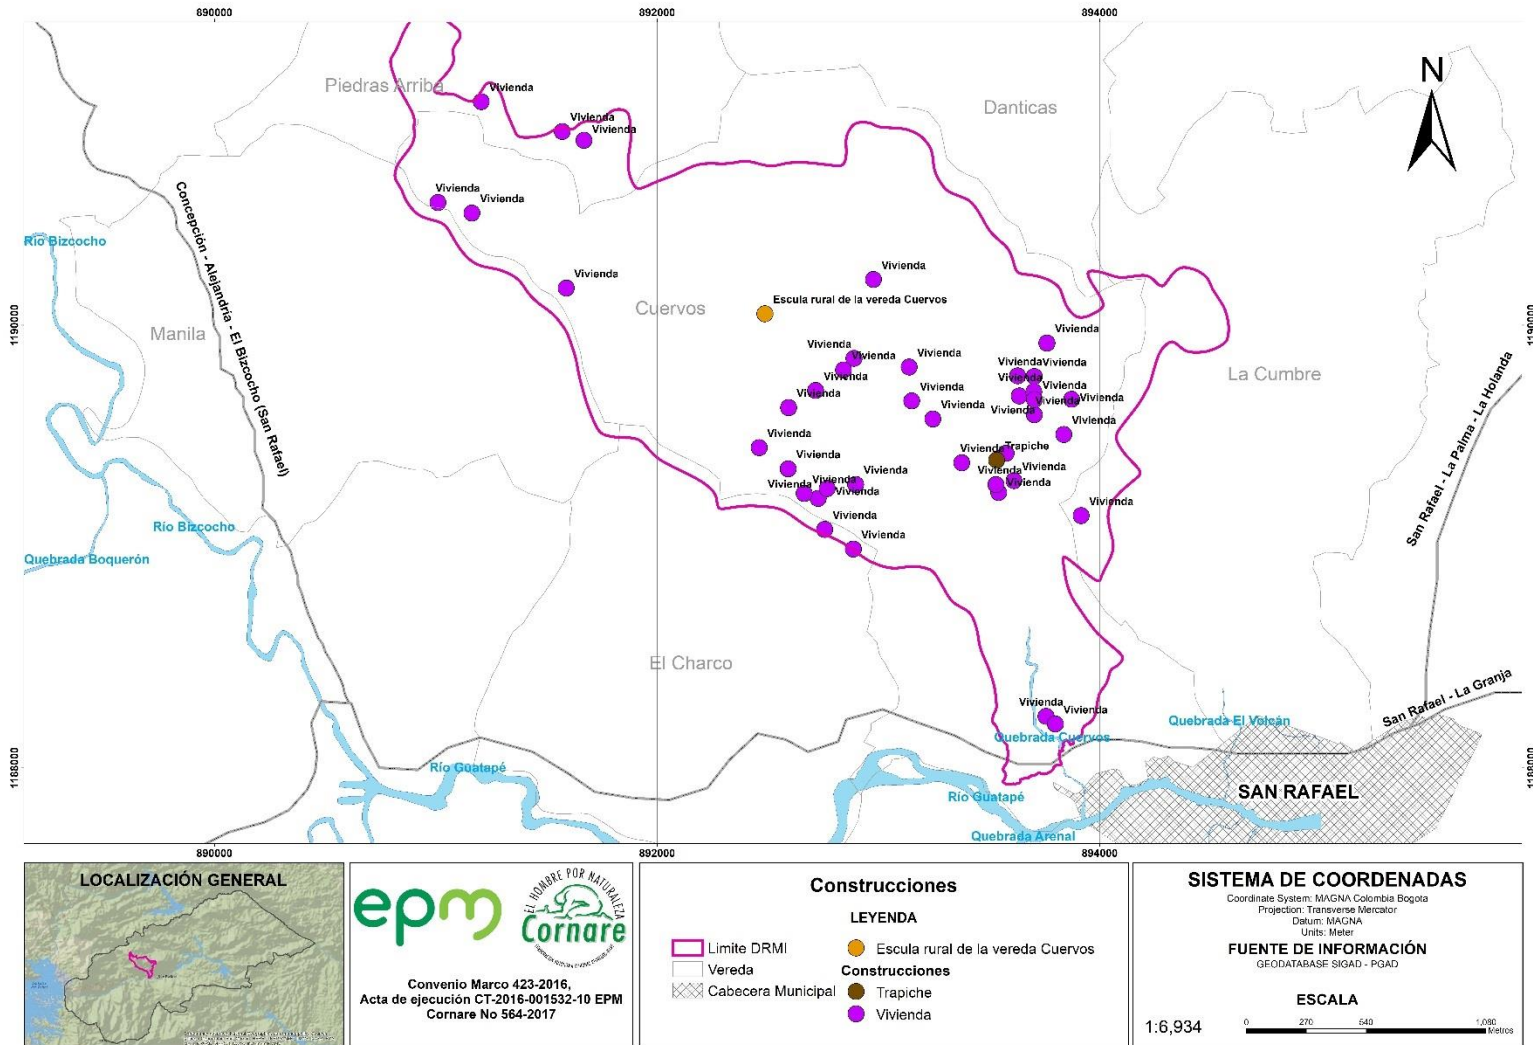 890000
892000
894000
Piedras Arriba
Danticas
N
Vivienda
Vivienda
Vivienda
Vivienda
Vivienda
Concepción - Alejandría - El Bizcocho (San Rafael)
Río Bizcocho
Vivienda
Vivienda
Escula rural de la vereda Cuervos
Cuervos
1190000
1190000
Manila
Vivienda
Vivienda
Vivienda
Vivienda
Vivienda
Vivienda
Vivienda
Vivienda
La Cumbre
Vivienda
Vivienda
Vivienda
Vivienda
Vivienda
Vivienda
Vivienda
Vivienda
Vivienda
Vivienda
Trapiche
San Rafael - La Palma - La Holanda
Vivienda
Vivienda
Vivienda
Vivienda
Vivienda
Vivienda
Vivienda
Vivienda
Vivienda
Río Bizcocho
Vivienda
Vivienda
Quebrada Boquerón
El Charco
Vivienda
Vivienda
San Rafael - La Granja
Quebrada El Volcán
Quebrada Cuervos
1188000
1188000
Río Guatapé
Río Guatapé
SAN RAFAEL
Quebrada Arenal
890000
892000
894000
LOCALIZACIÓN GENERAL
epm
EL HOMBRE POR NATURALEZA
Cornare
Convenio Marco 423-2016,
Acta de ejecución CT-2016-001532-10 EPM
Cornare No 564-2017
Construcciones
LEYENDA
Limite DRMI
Vereda
Cabecera Municipal
Escula rural de la vereda Cuervos
Construcciones
Trapiche
Vivienda
SISTEMA DE COORDENADAS
Coordinate System: MAGNA Colombia Bogota
Projection: Transverse Mercator
Datum: MAGNA
Units: Meter
FUENTE DE INFORMACIÓN
GEODATABASE SIGAD - PGAD
ESCALA
1:6,934
0 270 540 1,080
Metros